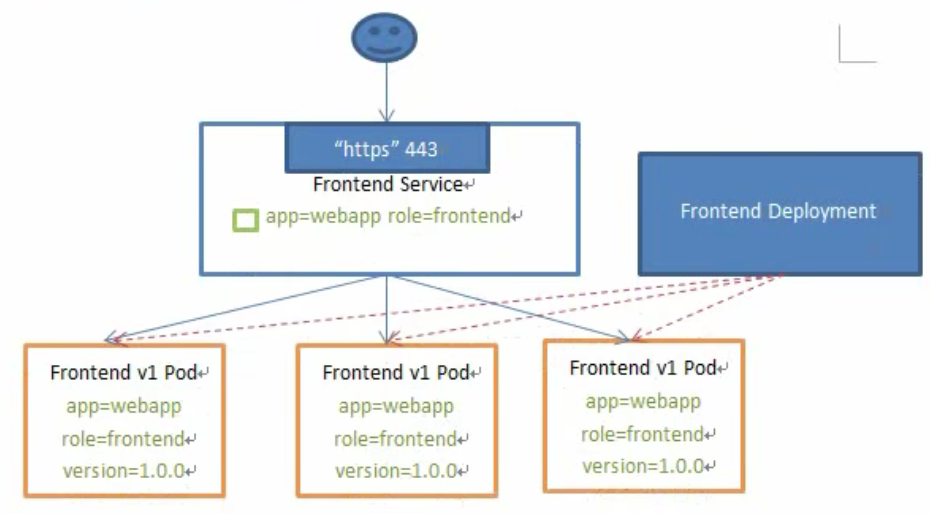 “https” 443
Frontend Service
app=webapp role=frontend
Frontend Deployment
Frontend v1 Pod
app=webapp
role=frontend
version=1.0.0
Frontend v1 Pod
app=webapp
role=frontend
version=1.0.0
Frontend v1 Pod
app=webapp
role=frontend
version=1.0.0